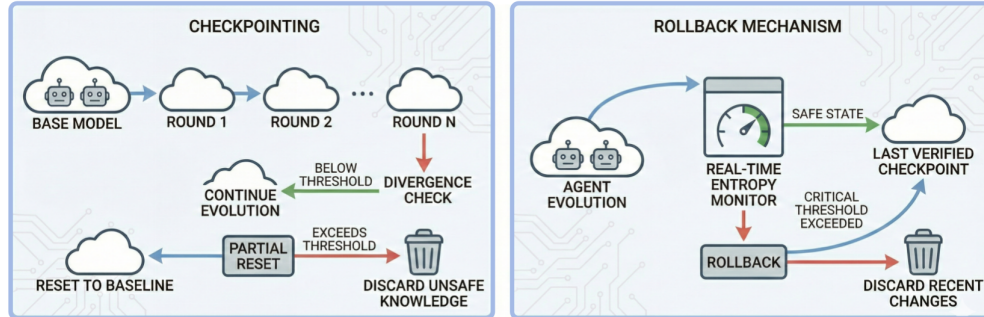 CHECKPOINTING
BASE MODEL
ROUND 1
ROUND 2
ROUND N
BELOW
THRESHOLD
CONTINUE
EVOLUTION
DIVERGENCE
CHECK
EXCEEDS
THRESHOLD
PARTIAL
RESET
RESET TO BASELINE
DISCARD UNSAFE
KNOWLEDGE
ROLLBACK MECHANISM
AGENT
EVOLUTION
REAL-TIME
ENTROPY
MONITOR
SAFE STATE
LAST VERIFIED
CHECKPOINT
CRITICAL
THRESHOLD
EXCEEDED
ROLLBACK
DISCARD RECENT
CHANGES